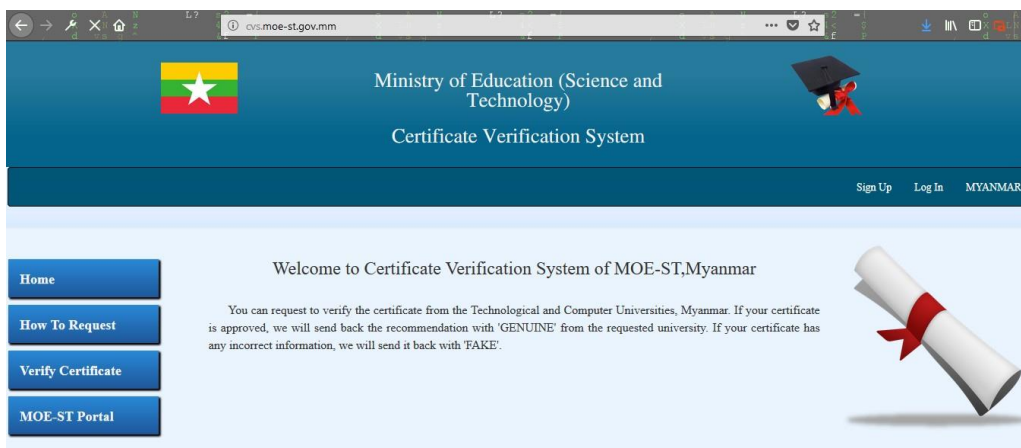 cvs.moe-st.gov.mm
Ministry of Education (Science and
Technology)
Certificate Verification System
Sign Up Log In MYANMAR
Home
How To Request
Verify Certificate
MOE-ST Portal
Welcome to Certificate Verification System of MOE-ST,Myanmar
You can request to verify the certificate from the Technological and Computer Universities, Myanmar. If your certificate
is approved, we will send back the recommendation with 'GENUINE' from the requested university. If your certificate has
any incorrect information, we will send it back with 'FAKE'.